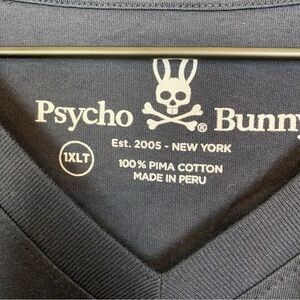 Psycho ® Bunny
Est. 2005 - NEW YORK
1XLT
100% PIMA COTTON
MADE IN PERU